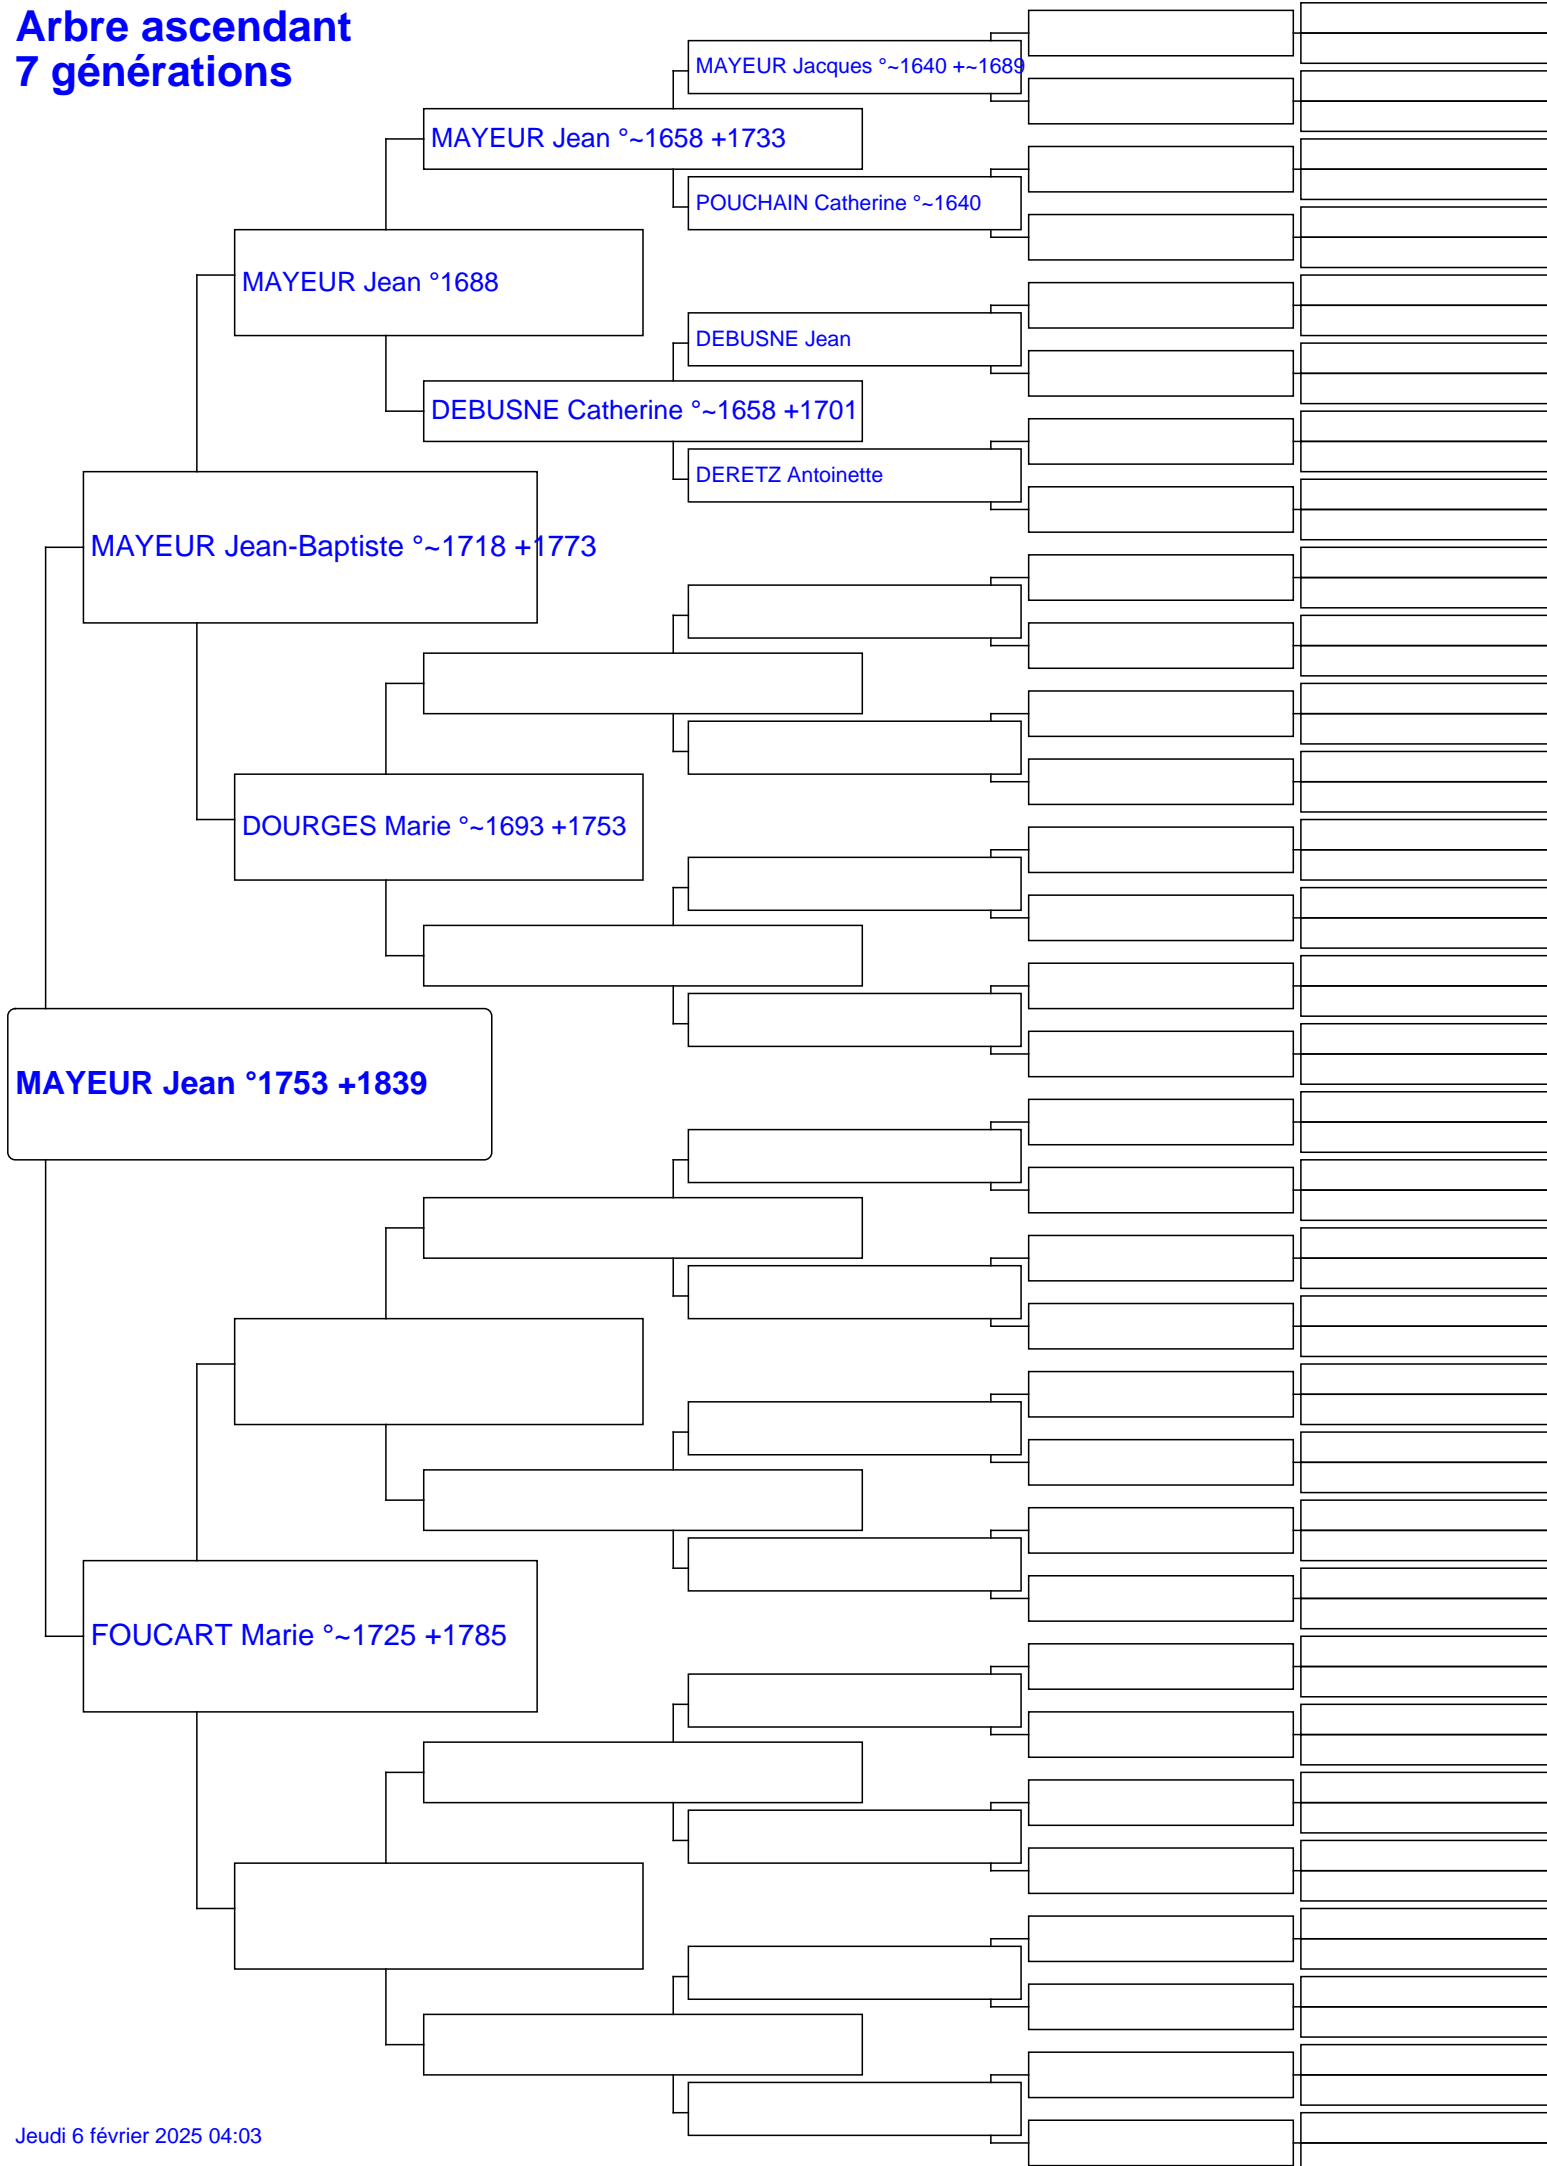 Arbre ascendant
7 générations
MAYEUR Jacques °~1640 +~1689
MAYEUR Jean °~1658 +1733
POUCHAIN Catherine °~1640
MAYEUR Jean °1688
DEBUSNE Jean
DEBUSNE Catherine °~1658 +1701
DERETZ Antoinette
MAYEUR Jean-Baptiste °~1718 +1773
DOURGES Marie °~1693 +1753
MAYEUR Jean °1753 +1839
FOUCART Marie °~1725 +1785
Jeudi 6 février 2025 04:03